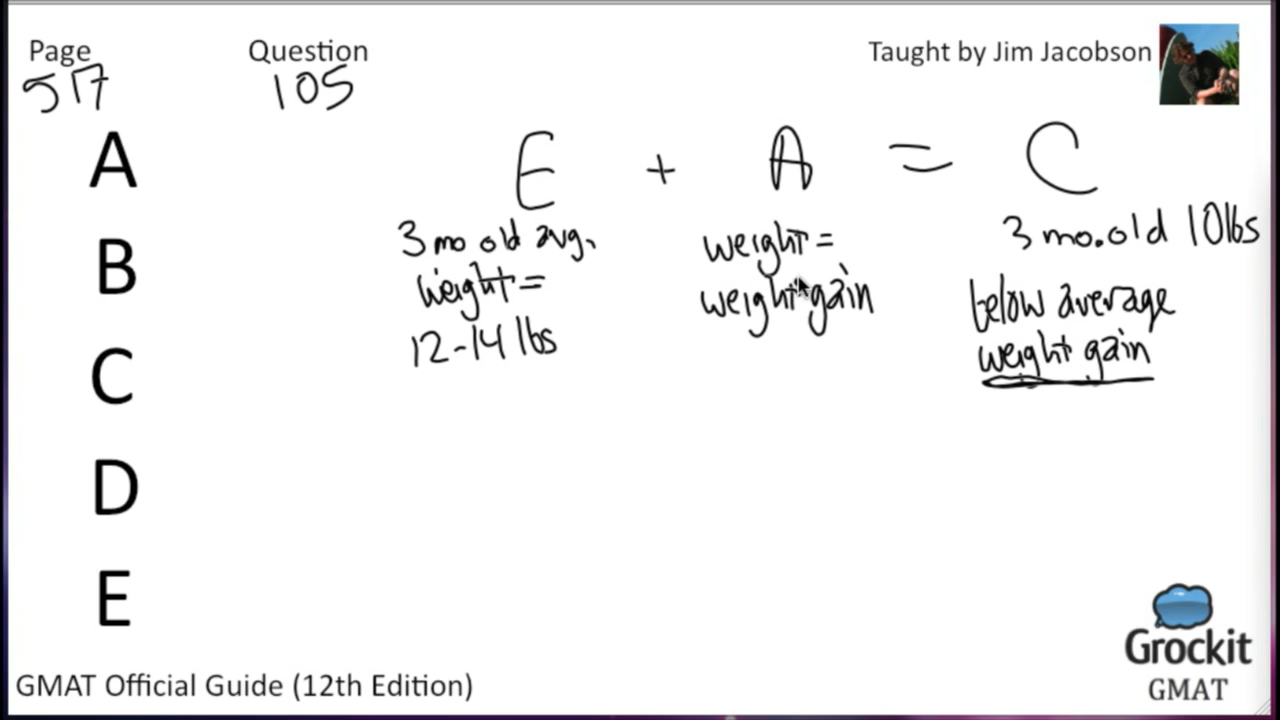 Page Question Taught by Jim Jacobson
517 105
A
B
C
D
E
E + A = C
3 mo old avg.
weight =
12-14 lbs
weight =
weight gain
3 mo. old 10lbs
below average
weight gain
Grockit
GMAT
GMAT Official Guide (12th Edition)